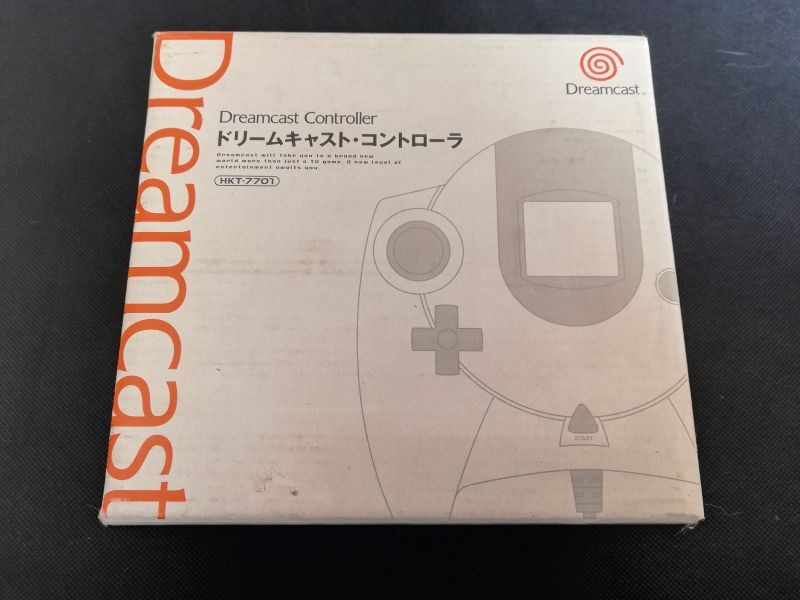 Dreamcast
Dreamcast™
Dreamcast Controller
ドリームキャスト・コントローラ
Dreamcast will take you to a brand new
world more than just a TV game. A new level of
entertainment awaits you.
HKT-7701
START